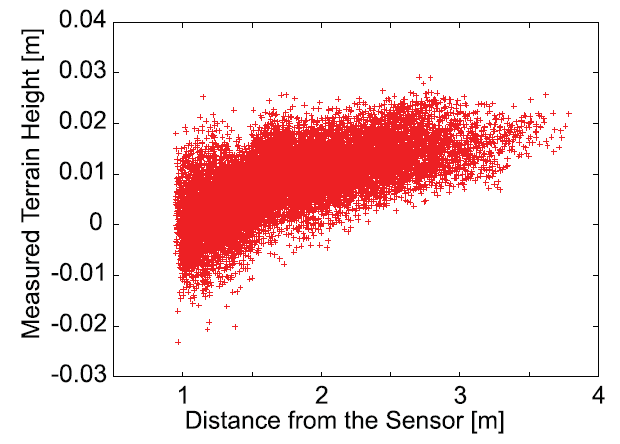 Measured Terrain Height [m]
0.04
0.03
0.02
0.01
0
-0.01
-0.02
-0.03
1 2 3 4
Distance from the Sensor [m]